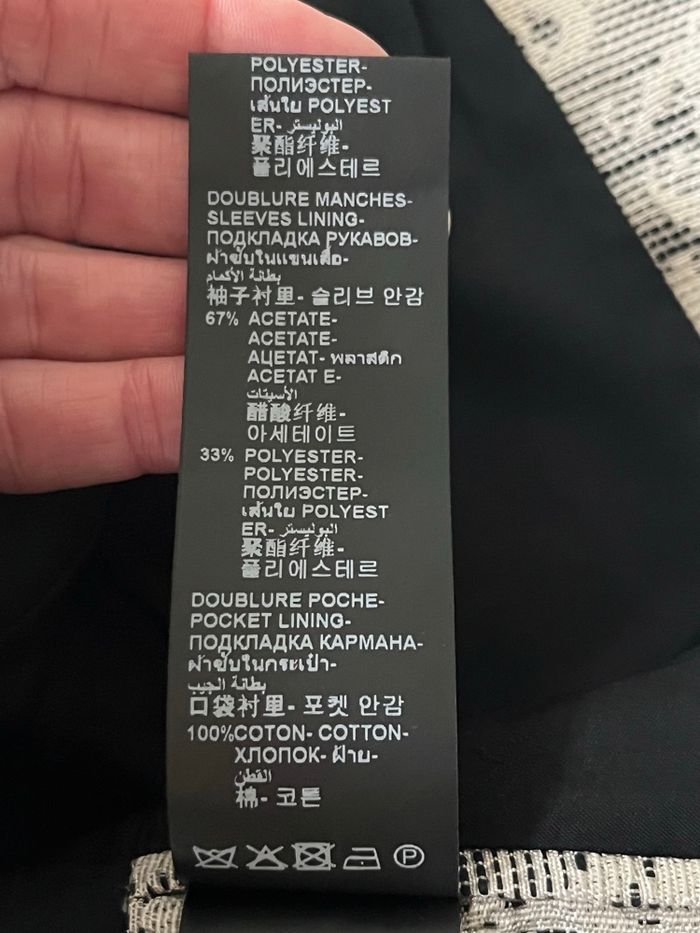 POLYESTER-
ПОЛИЭСТЕР-
เส้นใย POLYEST
ER- البوليستر
聚酯纤维-
폴리에스테르
DOUBLURE MANCHES-
SLEEVES LINING-
ПОДКЛАДКА РУКАВОВ-
ผ้าซับในแขนเสื้อ-
بطانة الأكمام
袖子衬里- 슬리브 안감
67% ACETATE-
ACETATE-
АЦЕТАТ- พลาสติก
ACETAT E-
الأسيتات
醋酸纤维-
아세테이트
33% POLYESTER-
POLYESTER-
ПОЛИЭСТЕР-
เส้นใย POLYEST
ER- البوليستر
聚酯纤维-
폴리에스테르
DOUBLURE POCHE-
POCKET LINING-
ПОДКЛАДКА КАРМАНА-
ผ้าซับในกระเป๋า-
بطانة الجيب
口袋衬里- 포켓 안감
100%COTON- COTTON-
ХЛОПОК- ฝ้าย-
القطن
棉- 코튼
P